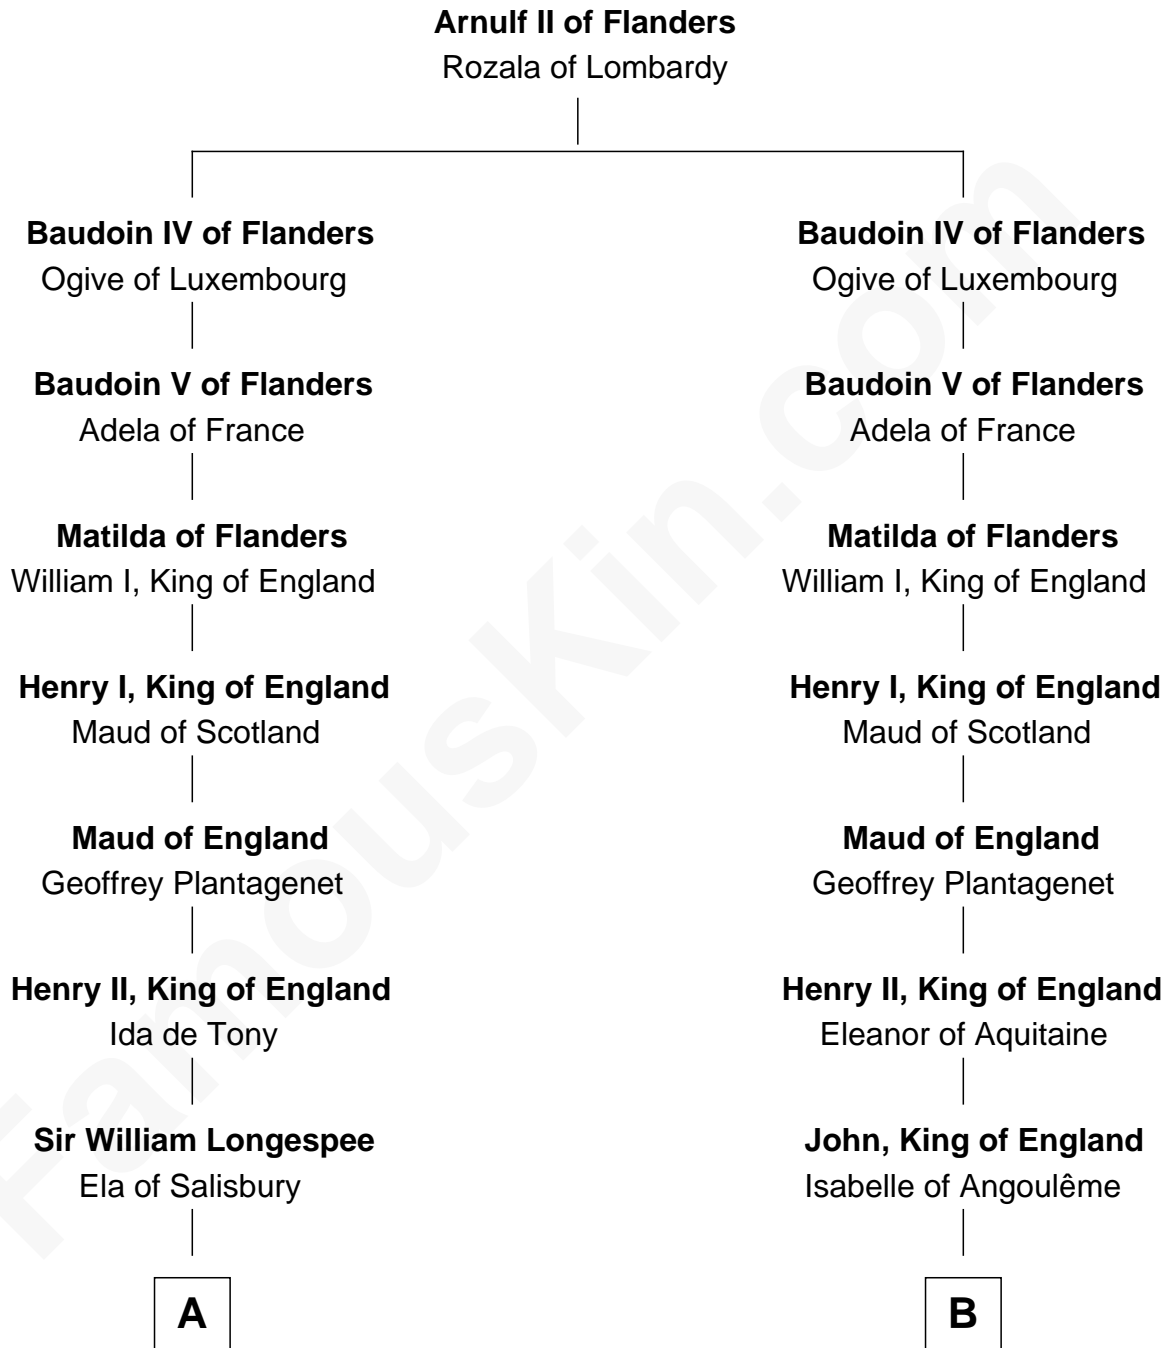 Arnulf II of Flanders
Rozala of Lombardy
Baudoin IV of Flanders
Ogive of Luxembourg
Baudoin IV of Flanders
Ogive of Luxembourg
Baudoin V of Flanders
Adela of France
Baudoin V of Flanders
Adela of France
Matilda of Flanders
William I, King of England
Matilda of Flanders
William I, King of England
Henry I, King of England
Maud of Scotland
Henry I, King of England
Maud of Scotland
Maud of England
Geoffrey Plantagenet
Maud of England
Geoffrey Plantagenet
Henry II, King of England
Ida de Tony
Henry II, King of England
Eleanor of Aquitaine
Sir William Longespee
Ela of Salisbury
John, King of England
Isabelle of Angoulême
A
B
FamousKin.com